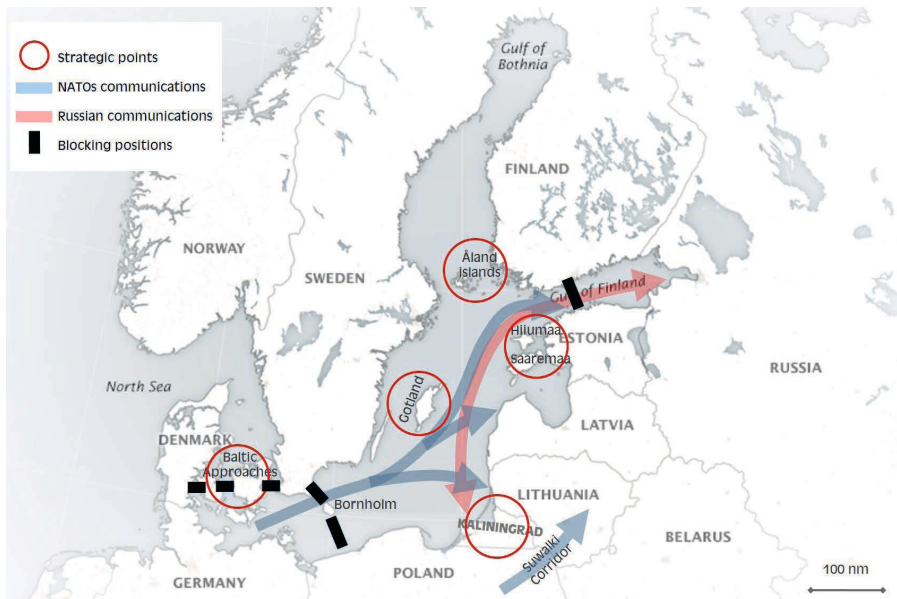 Strategic points
NATOs communications
Russian communications
Blocking positions
Gulf of
Bothnia
FINLAND
NORWAY
SWEDEN
Åland
islands
Gulf of Finland
Hiiumaa
ESTONIA
Saaremaa
RUSSIA
North Sea
Gotland
DENMARK
Baltic
Approaches
LATVIA
Bornholm
LITHUANIA
KALININGRAD
Suwalki
Corridor
BELARUS
POLAND
GERMANY
100 nm